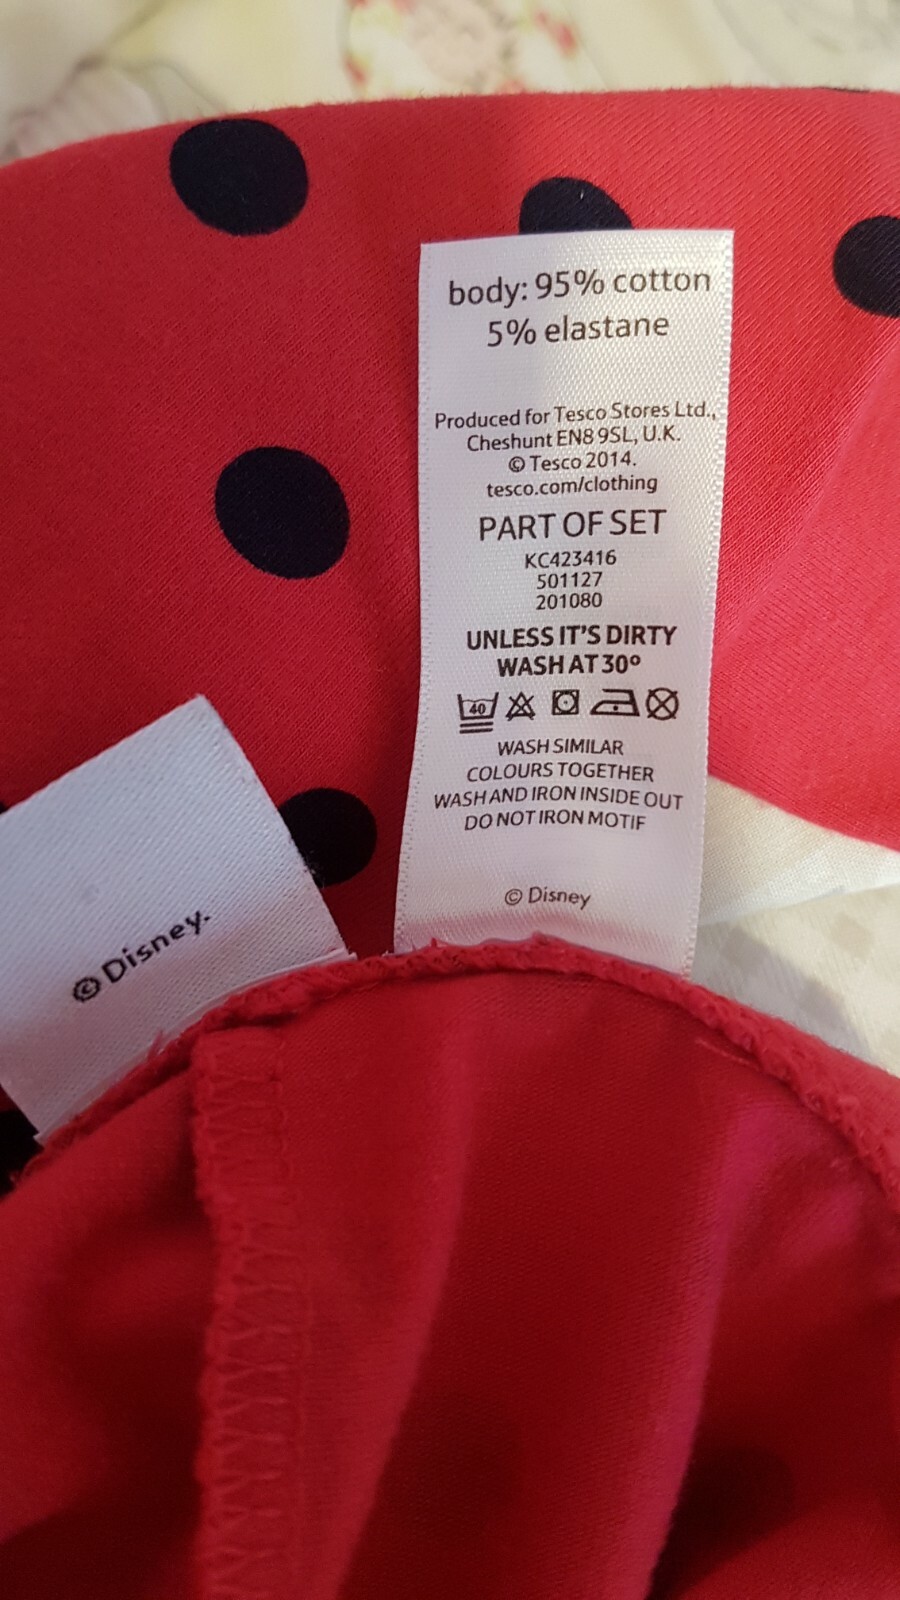 body: 95% cotton
5% elastane
Produced for Tesco Stores Ltd.,
Cheshunt EN8 9SL, U.K.
© Tesco 2014.
tesco.com/clothing
PART OF SET
KC423416
501127
201080
UNLESS IT'S DIRTY
WASH AT 30º
40
WASH SIMILAR
COLOURS TOGETHER
WASH AND IRON INSIDE OUT
DO NOT IRON MOTIF
© Disney
© Disney.